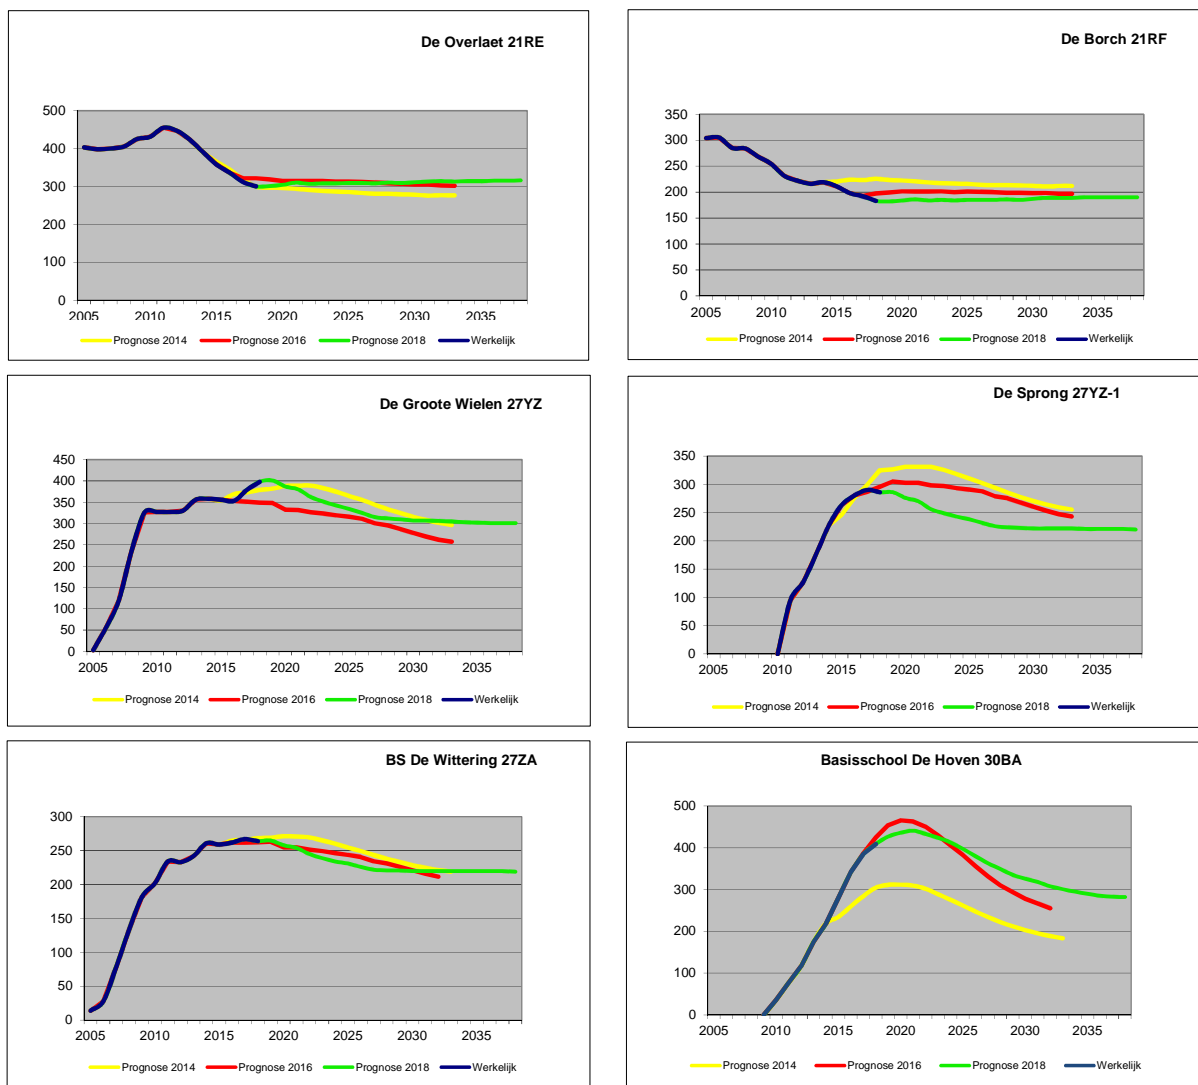 De Overlaet 21RE
500
400
300
200
100
0
2005 2010 2015 2020 2025 2030 2035
Prognose 2014 Prognose 2016 Prognose 2018 Werkelijk
De Borch 21RF
350
300
250
200
150
100
50
0
2005 2010 2015 2020 2025 2030 2035
Prognose 2014 Prognose 2016 Prognose 2018 Werkelijk
De Groote Wielen 27YZ
450
400
350
300
250
200
150
100
50
0
2005 2010 2015 2020 2025 2030 2035
Prognose 2014 Prognose 2016 Prognose 2018 Werkelijk
De Sprong 27YZ-1
350
300
250
200
150
100
50
0
2005 2010 2015 2020 2025 2030 2035
Prognose 2014 Prognose 2016 Prognose 2018 Werkelijk
BS De Wittering 27ZA
300
250
200
150
100
50
0
2005 2010 2015 2020 2025 2030 2035
Prognose 2014 Prognose 2016 Prognose 2018 Werkelijk
Basisschool De Hoven 30BA
500
400
300
200
100
0
2005 2010 2015 2020 2025 2030 2035
Prognose 2014 Prognose 2016 Prognose 2018 Werkelijk